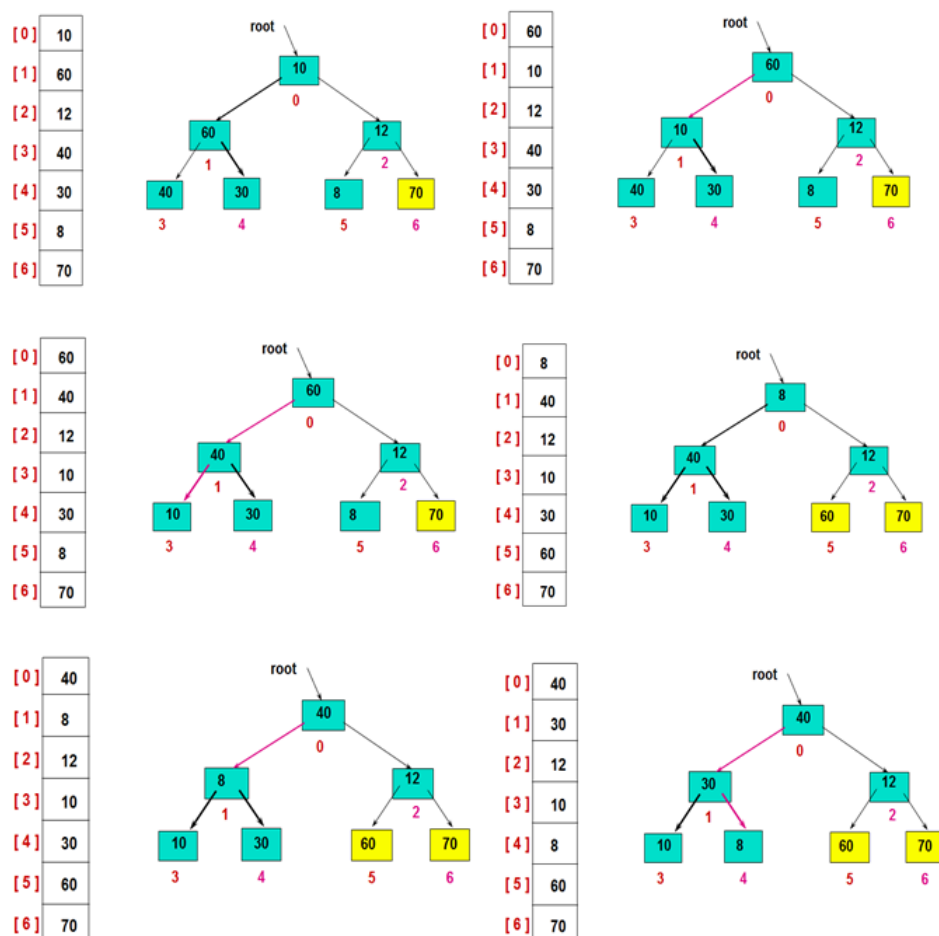 [ 0 ] 10
[ 1 ] 60
[ 2 ] 12
[ 3 ] 40
[ 4 ] 30
[ 5 ] 8
[ 6 ] 70
root
10
0
60 12
1 2
40 30 8 70
3 4 5 6
[ 0 ] 60
[ 1 ] 10
[ 2 ] 12
[ 3 ] 40
[ 4 ] 30
[ 5 ] 8
[ 6 ] 70
root
60
0
10 12
1 2
40 30 8 70
3 4 5 6
[ 0 ] 60
[ 1 ] 40
[ 2 ] 12
[ 3 ] 10
[ 4 ] 30
[ 5 ] 8
[ 6 ] 70
root
60
0
40 12
1 2
10 30 8 70
3 4 5 6
[ 0 ] 8
[ 1 ] 40
[ 2 ] 12
[ 3 ] 10
[ 4 ] 30
[ 5 ] 60
[ 6 ] 70
root
8
0
40 12
1 2
10 30 60 70
3 4 5 6
[ 0 ] 40
[ 1 ] 8
[ 2 ] 12
[ 3 ] 10
[ 4 ] 30
[ 5 ] 60
[ 6 ] 70
root
40
0
8 12
1 2
10 30 60 70
3 4 5 6
[ 0 ] 40
[ 1 ] 30
[ 2 ] 12
[ 3 ] 10
[ 4 ] 8
[ 5 ] 60
[ 6 ] 70
root
40
0
30 12
1 2
10 8 60 70
3 4 5 6